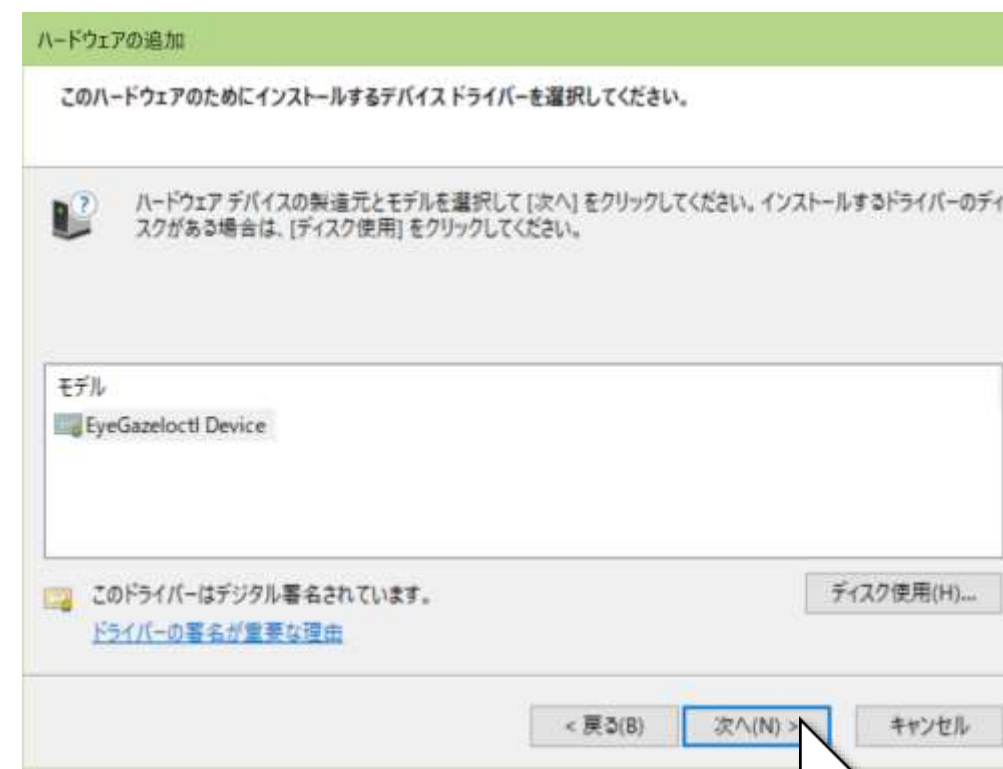 ハードウェアの追加
このハードウェアのためにインストールするデバイス ドライバーを選択してください。
ハードウェア デバイスの製造元とモデルを選択して [次へ] をクリックしてください。インストールするドライバーのディ
スクがある場合は、[ディスク使用] をクリックしてください。
モデル
EyeGazeIoctl Device
このドライバーはデジタル署名されています。
ディスク使用(H)...
ドライバーの署名が重要な理由
< 戻る(B)
次へ(N) >
キャンセル